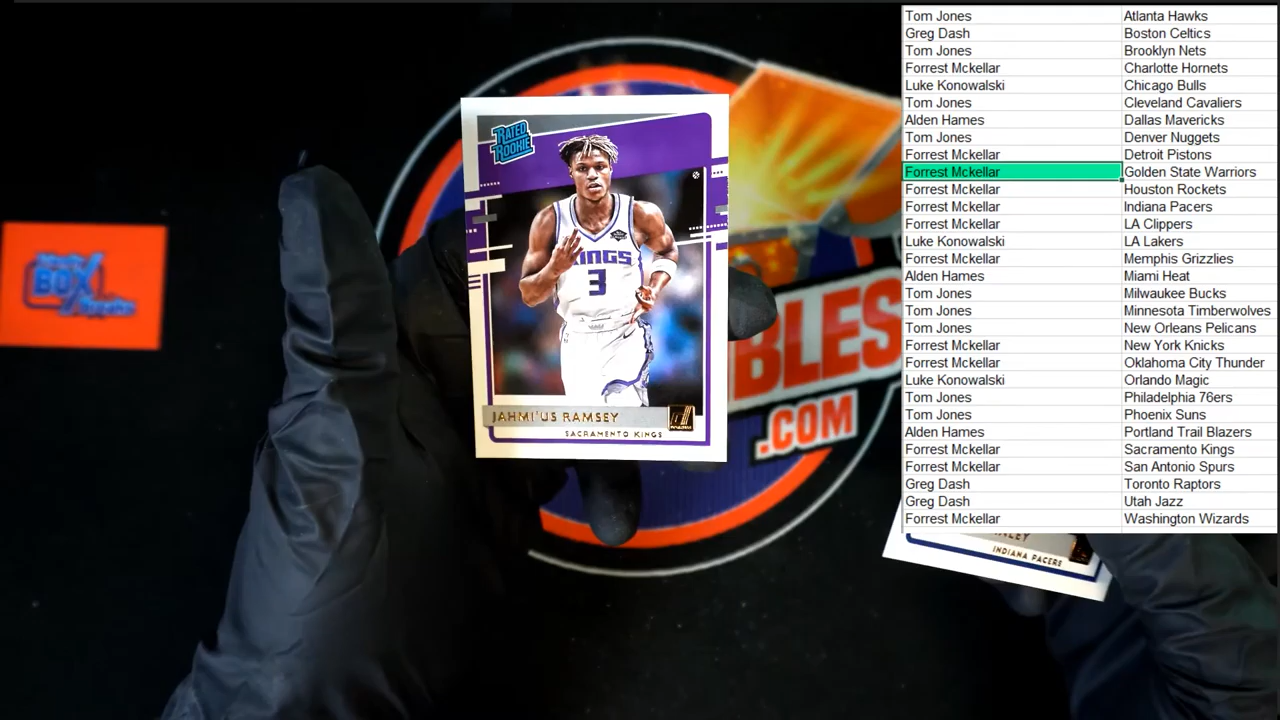 Tom Jones Atlanta Hawks
Greg Dash Boston Celtics
Tom Jones Brooklyn Nets
Forrest Mckellar Charlotte Hornets
Luke Konowalski Chicago Bulls
Tom Jones Cleveland Cavaliers
Alden Hames Dallas Mavericks
Tom Jones Denver Nuggets
Forrest Mckellar Detroit Pistons
Forrest Mckellar Golden State Warriors
Forrest Mckellar Houston Rockets
Forrest Mckellar Indiana Pacers
Forrest Mckellar LA Clippers
Luke Konowalski LA Lakers
Forrest Mckellar Memphis Grizzlies
Alden Hames Miami Heat
Tom Jones Milwaukee Bucks
Tom Jones Minnesota Timberwolves
Tom Jones New Orleans Pelicans
Forrest Mckellar New York Knicks
Forrest Mckellar Oklahoma City Thunder
Luke Konowalski Orlando Magic
Tom Jones Philadelphia 76ers
Tom Jones Phoenix Suns
Alden Hames Portland Trail Blazers
Forrest Mckellar Sacramento Kings
Forrest Mckellar San Antonio Spurs
Greg Dash Toronto Raptors
Greg Dash Utah Jazz
Forrest Mckellar Washington Wizards
RATED
ROOKIE
KINGS
3
JAHMI'US RAMSEY
SACRAMENTO KINGS
BOX
BLES
.COM
INDIANA PACERS